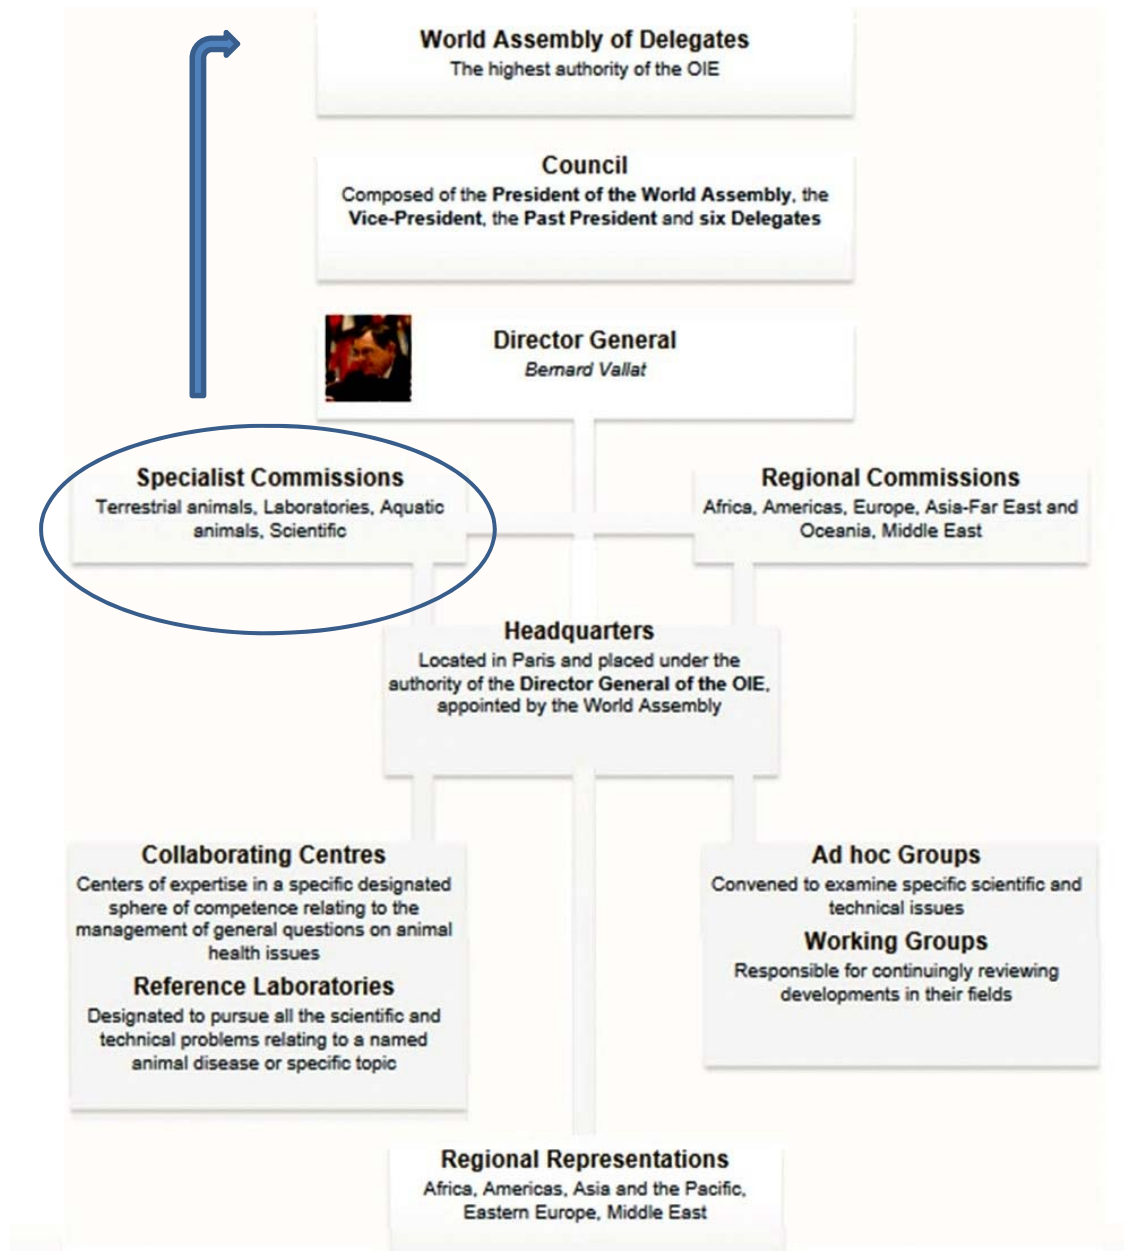 World Assembly of Delegates
The highest authority of the OIE
Council
Composed of the President of the World Assembly, the
Vice-President, the Past President and six Delegates
Director General
Bernard Vallat
Specialist Commissions
Terrestrial animals, Laboratories, Aquatic
animals, Scientific
Regional Commissions
Africa, Americas, Europe, Asia-Far East and
Oceania, Middle East
Headquarters
Located in Paris and placed under the
authority of the Director General of the OIE,
appointed by the World Assembly
Collaborating Centres
Centers of expertise in a specific designated
sphere of competence relating to the
management of general questions on animal
health issues
Reference Laboratories
Designated to pursue all the scientific and
technical problems relating to a named
animal disease or specific topic
Ad hoc Groups
Convened to examine specific scientific and
technical issues
Working Groups
Responsible for continuingly reviewing
developments in their fields
Regional Representations
Africa, Americas, Asia and the Pacific,
Eastern Europe, Middle East